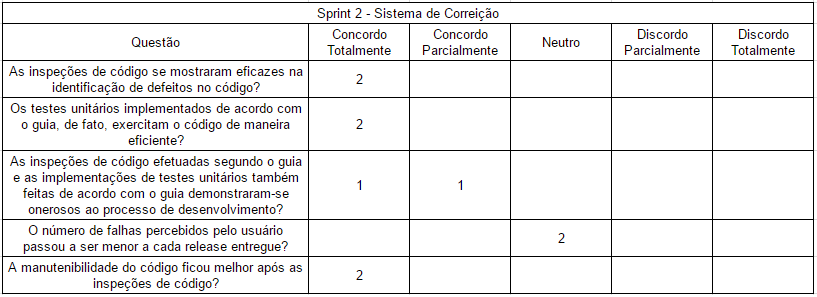 Sprint 2 - Sistema de Correição
Questão
Concordo
Totalmente
Concordo
Parcialmente
Neutro
Discordo
Parcialmente
Discordo
Totalmente
As inspeções de código se mostraram eficazes na
identificação de defeitos no código?
2
Os testes unitários implementados de acordo com
o guia, de fato, exercitam o código de maneira
eficiente?
2
As inspeções de código efetuadas segundo o guia
e as implementações de testes unitários também
feitas de acordo com o guia demonstraram-se
onerosos ao processo de desenvolvimento?
1
1
O número de falhas percebidos pelo usuário
passou a ser menor a cada release entregue?
2
A manutenibilidade do código ficou melhor após as
inspeções de código?
2